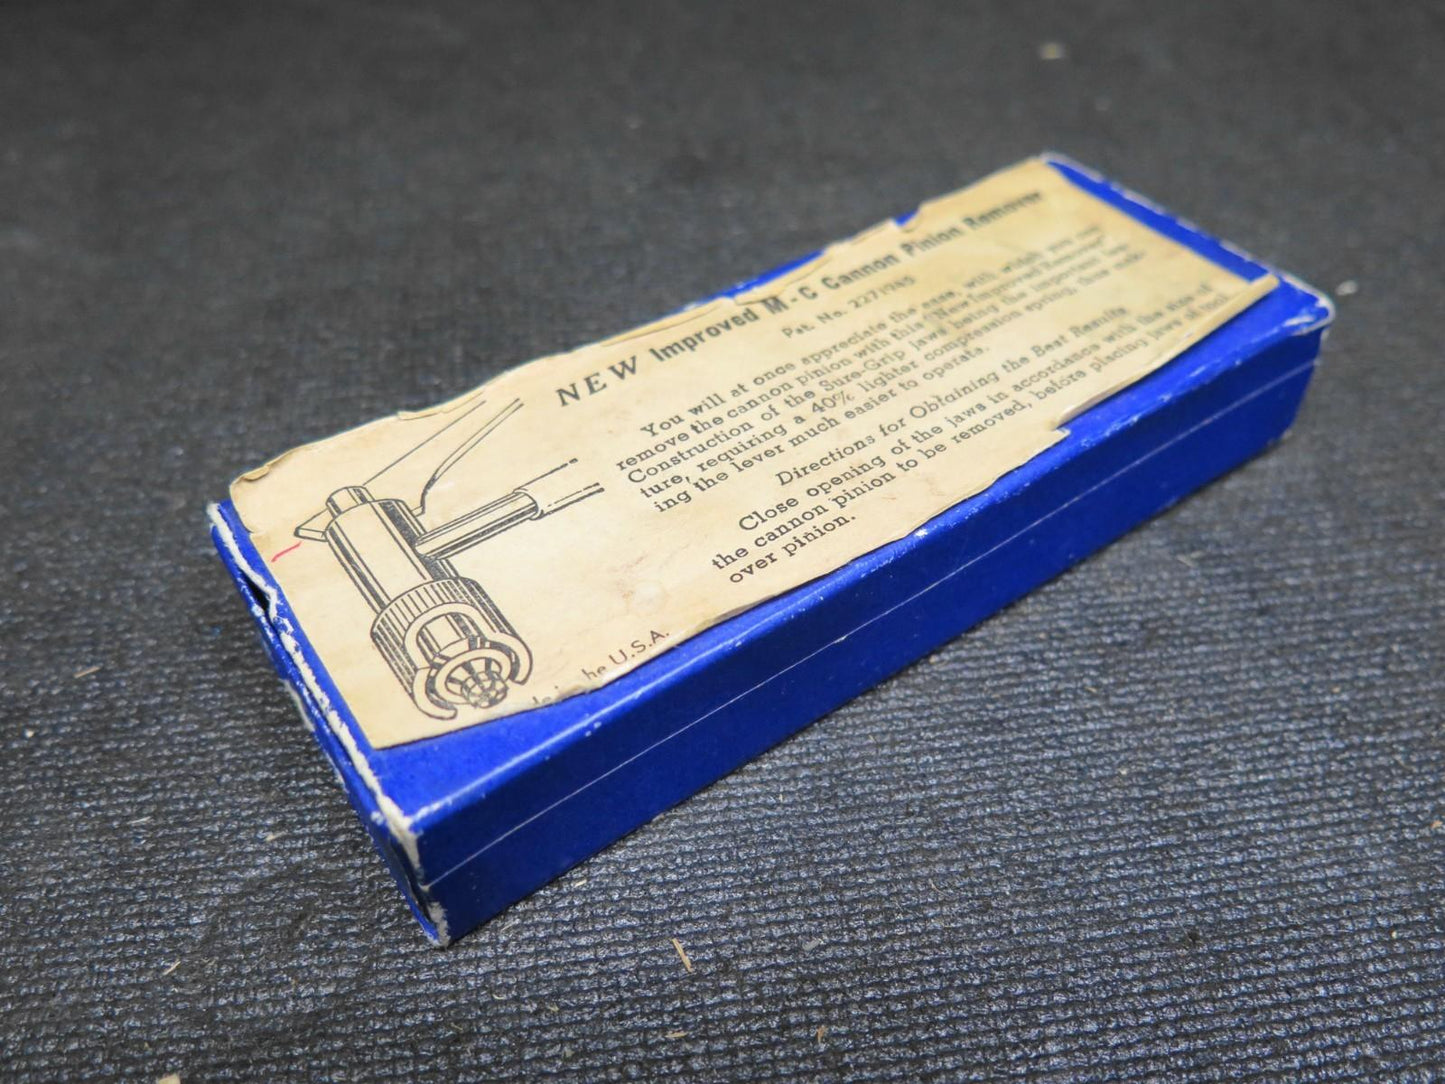 NEW Improved M-C Cannon Pinion Remover
Pat. No. 2271985
You will at once appreciate the ease, with which you can
remove the cannon pinion with this "New Improved Remover"
Construction of the Sure-Grip jaws being the important fea-
ture, requiring a 40% lighter compression spring, thus mak-
ing the lever much easier to operate.
Directions for Obtaining the Best Results
Close opening of the jaws in accordance with the size of
the cannon pinion to be removed, before placing jaws of tool
over pinion.
de in he U.S.A.